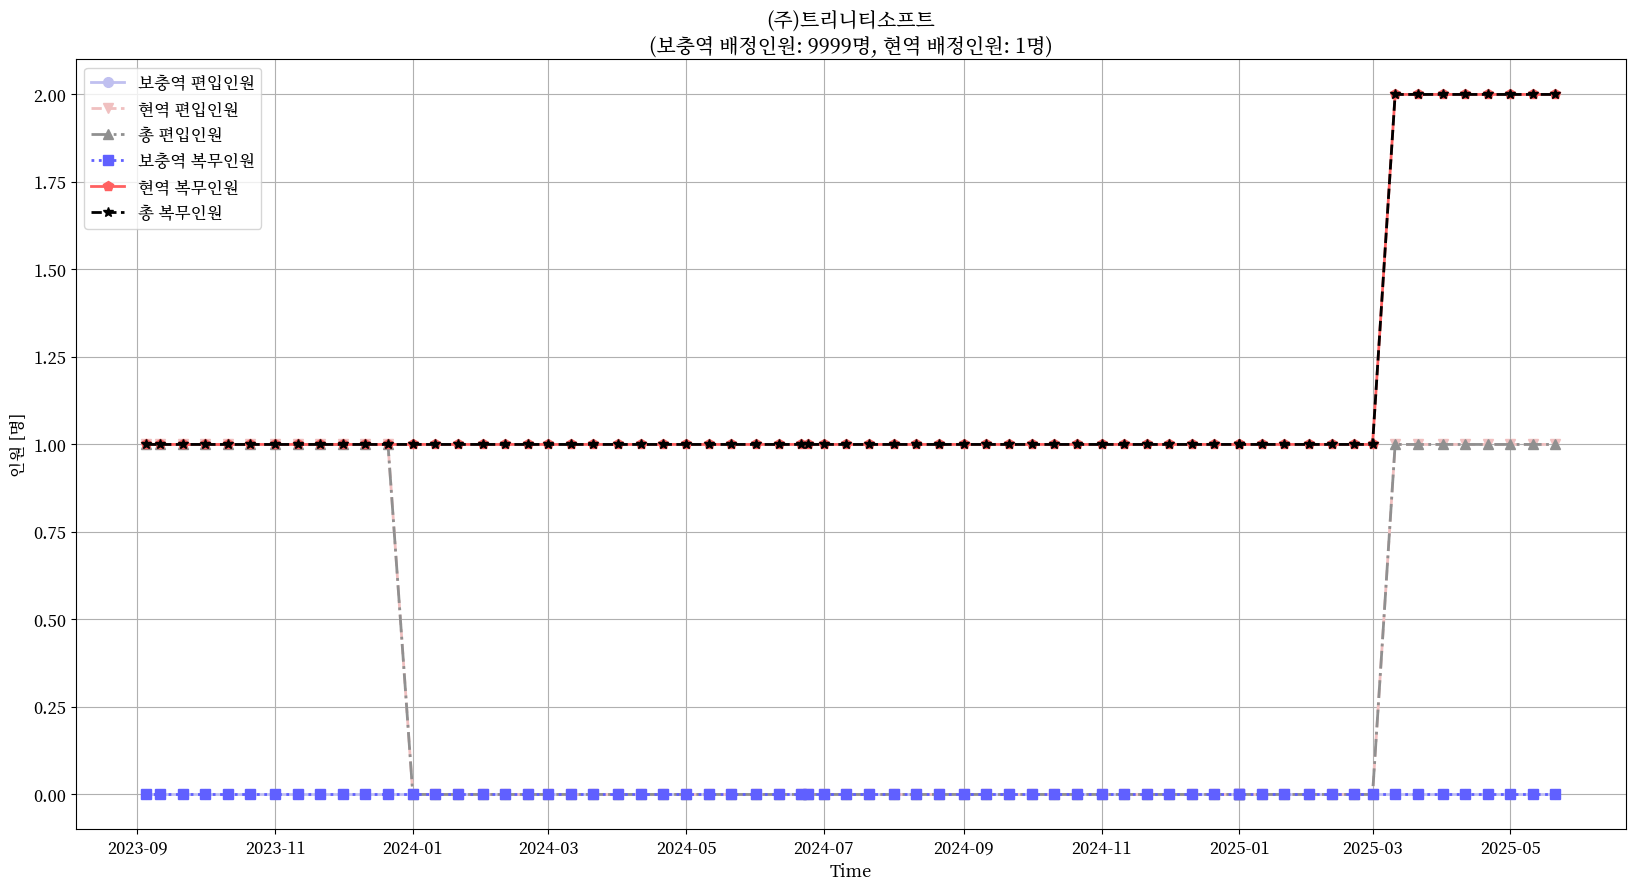 (주)트리니티소프트
(보충역 배정인원: 9999명, 현역 배정인원: 1명)
보충역 편입인원
현역 편입인원
총 편입인원
보충역 복무인원
현역 복무인원
총 복무인원
인원 [명]
2.00
1.75
1.50
1.25
1.00
0.75
0.50
0.25
0.00
2023-09 2023-11 2024-01 2024-03 2024-05 2024-07 2024-09 2024-11 2025-01 2025-03 2025-05
Time